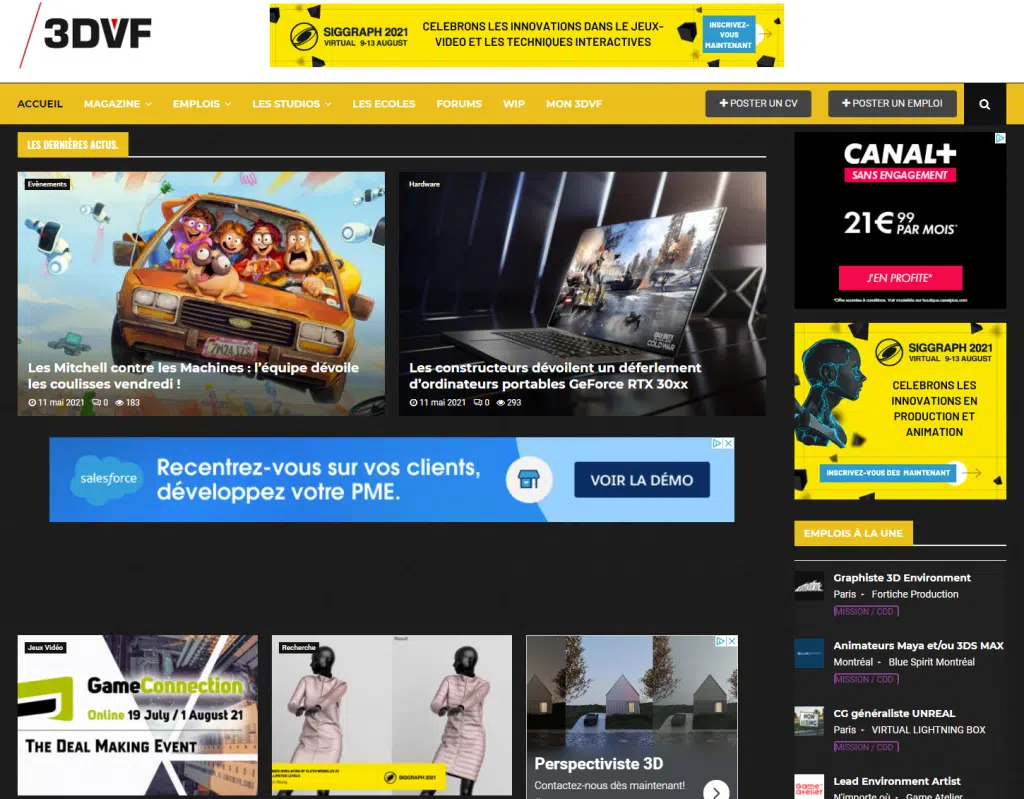 3DVF
SIGGRAPH 2021
VIRTUAL 9-13 AUGUST
CELEBRONS LES INNOVATIONS DANS LE JEUX-
VIDEO ET LES TECHNIQUES INTERACTIVES
INSCRIVEZ-
VOUS
MAINTENANT
ACCUEIL
MAGAZINE
EMPLOIS
LES STUDIOS
LES ECOLES
FORUMS
WIP
MON 3DVF
POSTER UN CV
POSTER UN EMPLOI
LES DERNIÈRES ACTUS.
Evènements
Les Mitchell contre les Machines : l'équipe dévoile
les coulisses vendredi !
11 mai 2021 0 183
Hardware
Les constructeurs dévoilent un déferlement
d'ordinateurs portables GeForce RTX 30xx
11 mai 2021 0 293
CANAL+
SANS ENGAGEMENT
21€99
PAR MOIS*
J'EN PROFITE*
SIGGRAPH 2021
VIRTUAL 9-13 AUGUST
CELEBRONS LES
INNOVATIONS EN
PRODUCTION ET
ANIMATION
INSCRIVEZ-VOUS DES MAINTENANT
salesforce
Recentrez-vous sur vos clients,
développez votre PME.
VOIR LA DÉMO
EMPLOIS À LA UNE
Graphiste 3D Environment
Paris - Fortiche Production
MISSION / CDD
Animateurs Maya et/ou 3DS MAX
Montréal - Blue Spirit Montréal
MISSION / CDD
CG généraliste UNREAL
Paris - VIRTUAL LIGHTNING BOX
MISSION / CDD
Lead Environment Artist
N'importe où - Game Atelier
Jeux Vidéo
GameConnection
Online 19 July / 1 August 21
THE DEAL MAKING EVENT
Recherche
SIGGRAPH 2021
Perspectiviste 3D
Contactez-nous dès maintenant!